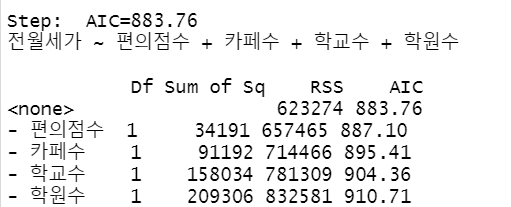 Step:  AIC=883.76
전월세가 ~ 편의점수 + 카페수 + 학교수 + 학원수
Df Sum of Sq    RSS    AIC
<none>                 623274 883.76
- 편의점수  1     34191 657465 887.10
- 카페수    1     91192 714466 895.41
- 학교수    1    158034 781309 904.36
- 학원수    1    209306 832581 910.71